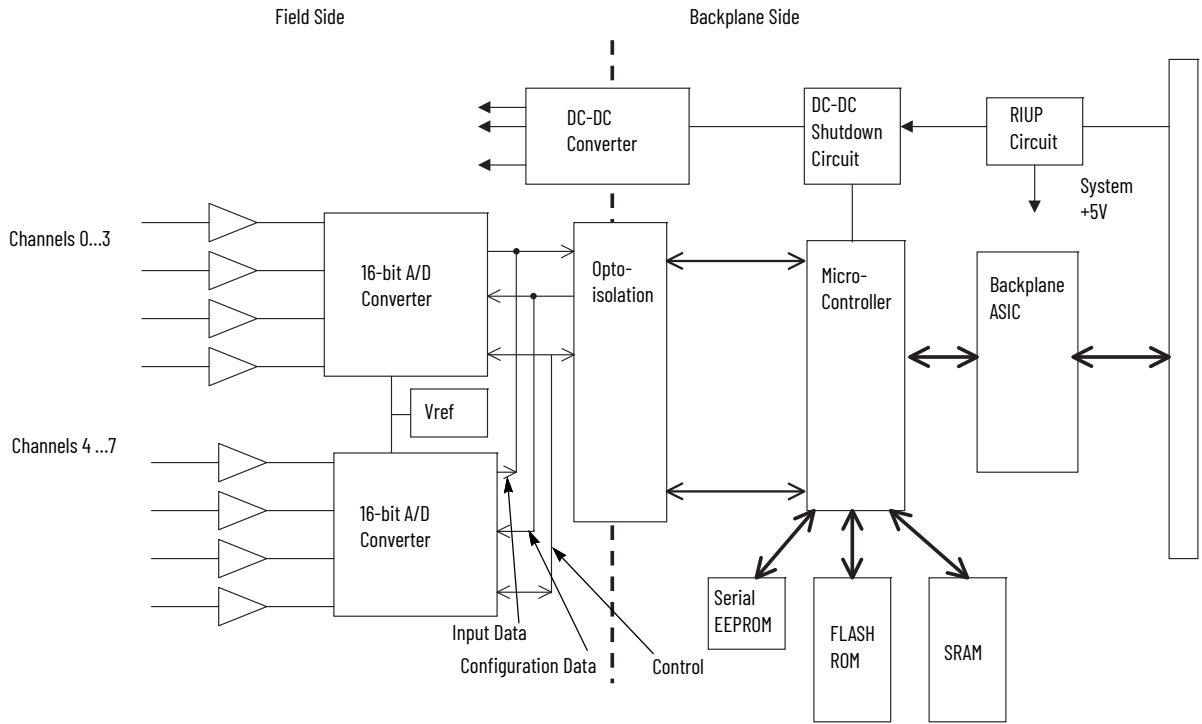 Field Side
Backplane Side
DC-DC
Converter
DC-DC
Shutdown
Circuit
RIUP
Circuit
System
+5V
Channels 0…3
16-bit A/D
Converter
Opto-
isolation
Micro-
Controller
Backplane
ASIC
Vref
Channels 4 …7
16-bit A/D
Converter
Serial
EEPROM
FLASH
ROM
SRAM
Input Data
Configuration Data
Control